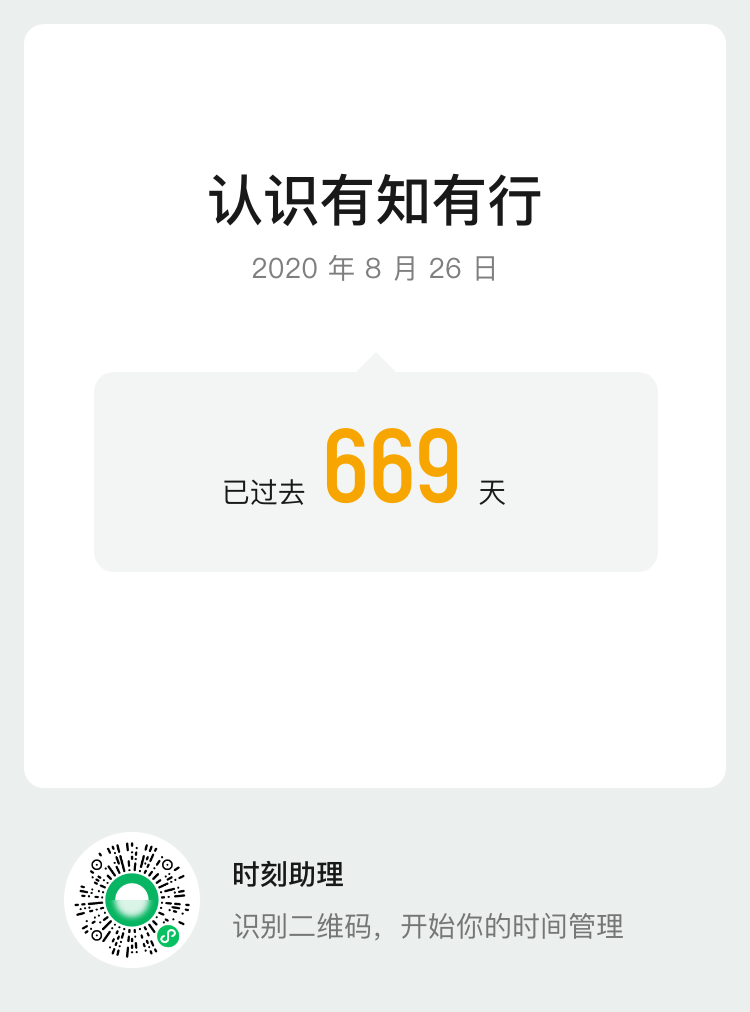 认识有知有行
2020 年 8 月 26 日
已过去 669 天
时刻助理
识别二维码，开始你的时间管理